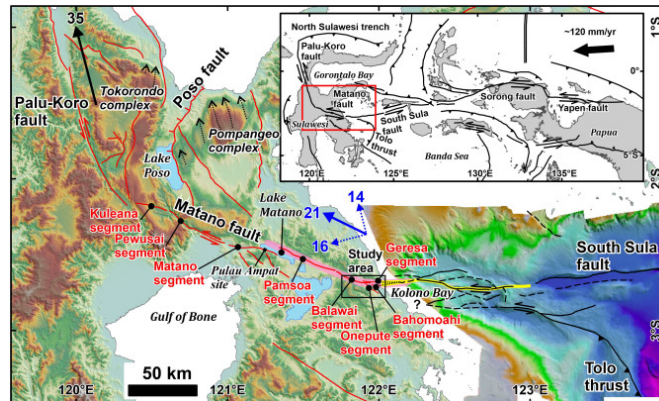 35
Tokorondo
complex
Palu-Koro
fault
Poso fault
Pompangeo
complex
Lake
Poso
Lake
Matano
Matano fault
Kuleana
segment
Pewusai
segment
Matano
segment
Pulau Ampat
site
Pamsoa
segment
Gulf of Bone
50 km
21
14
16
Study
area
Geresa
segment
Balawai
segment
Kolono Bay
?
Bahomoahi
segment
Onepute
segment
South Sula
fault
Tolo
thrust
120°E
121°E
122°E
123°E
1°S
2°S
3°S
North Sulawesi trench
Palu-Koro
fault
Gorontalo Bay
Matano
fault
Sulawesi
South Sula
fault
Tolo
thrust
Sorong fault
Yapen fault
Papua
Banda Sea
~120 mm/yr
120°E
125°E
130°E
135°E
5°S